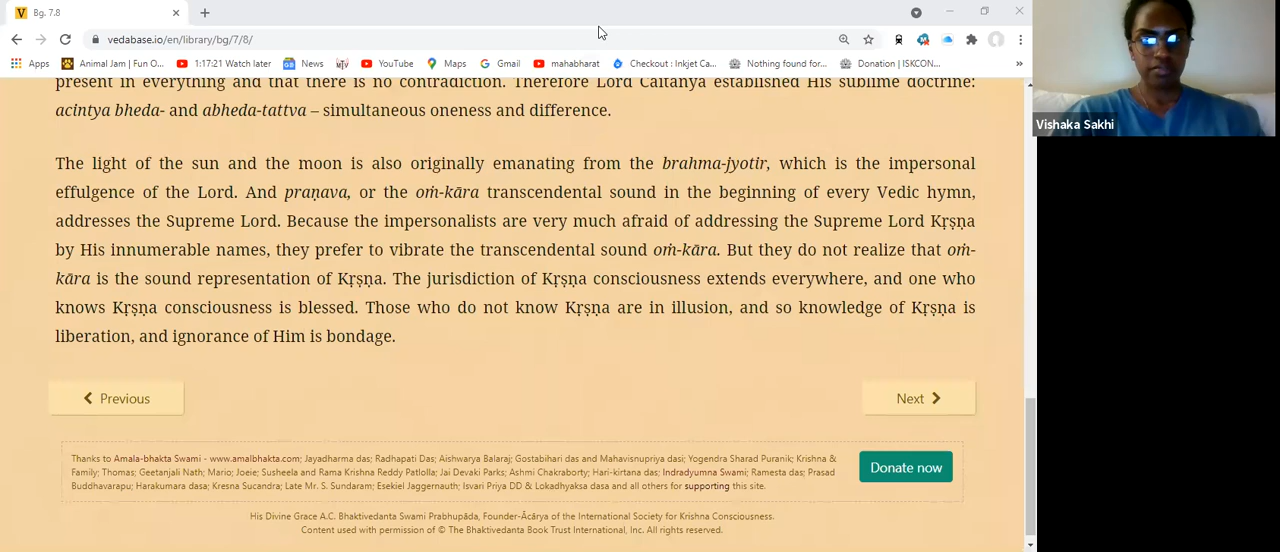 Bg. 7.8
vedabase.io/en/library/bg/7/8/
Apps Animal Jam | Fun O... 1:17:21 Watch later News YouTube Maps Gmail mahabharat Checkout : Inkjet Ca... Nothing found for... Donation | ISKCON... »
present in everything and that there is no contradiction. Therefore Lord Caitanya established His sublime doctrine:
acintya bheda- and abheda-tattva – simultaneous oneness and difference.
The light of the sun and the moon is also originally emanating from the brahma-jyotir, which is the impersonal
effulgence of the Lord. And praṇava, or the oṁ-kāra transcendental sound in the beginning of every Vedic hymn,
addresses the Supreme Lord. Because the impersonalists are very much afraid of addressing the Supreme Lord Kṛṣṇa
by His innumerable names, they prefer to vibrate the transcendental sound oṁ-kāra. But they do not realize that oṁ-
kāra is the sound representation of Kṛṣṇa. The jurisdiction of Kṛṣṇa consciousness extends everywhere, and one who
knows Kṛṣṇa consciousness is blessed. Those who do not know Kṛṣṇa are in illusion, and so knowledge of Kṛṣṇa is
liberation, and ignorance of Him is bondage.
Previous
Next
Thanks to Amala-bhakta Swami - www.amalbhakta.com; Jayadharma das; Radhapati Das; Aishwarya Balaraj; Gostabihari das and Mahavisnupriya dasi; Yogendra Sharad Puranik; Krishna &
Family; Thomas; Geetanjali Nath; Mario; Joeie; Susheela and Rama Krishna Reddy Patlolla; Jai Devaki Parks; Ashmi Chakraborty; Hari-kirtana das; Indradyumna Swami; Ramesta das; Prasad
Buddhavarapu; Harakumara dasa; Kresna Sucandra; Late Mr. S. Sundaram; Esekiel Jaggernauth; Isvari Priya DD & Lokadhyaksa dasa and all others for supporting this site.
Donate now
His Divine Grace A.C. Bhaktivedanta Swami Prabhupāda, Founder-Ācārya of the International Society for Krishna Consciousness.
Content used with permission of © The Bhaktivedanta Book Trust International, Inc. All rights reserved.
Vishaka Sakhi